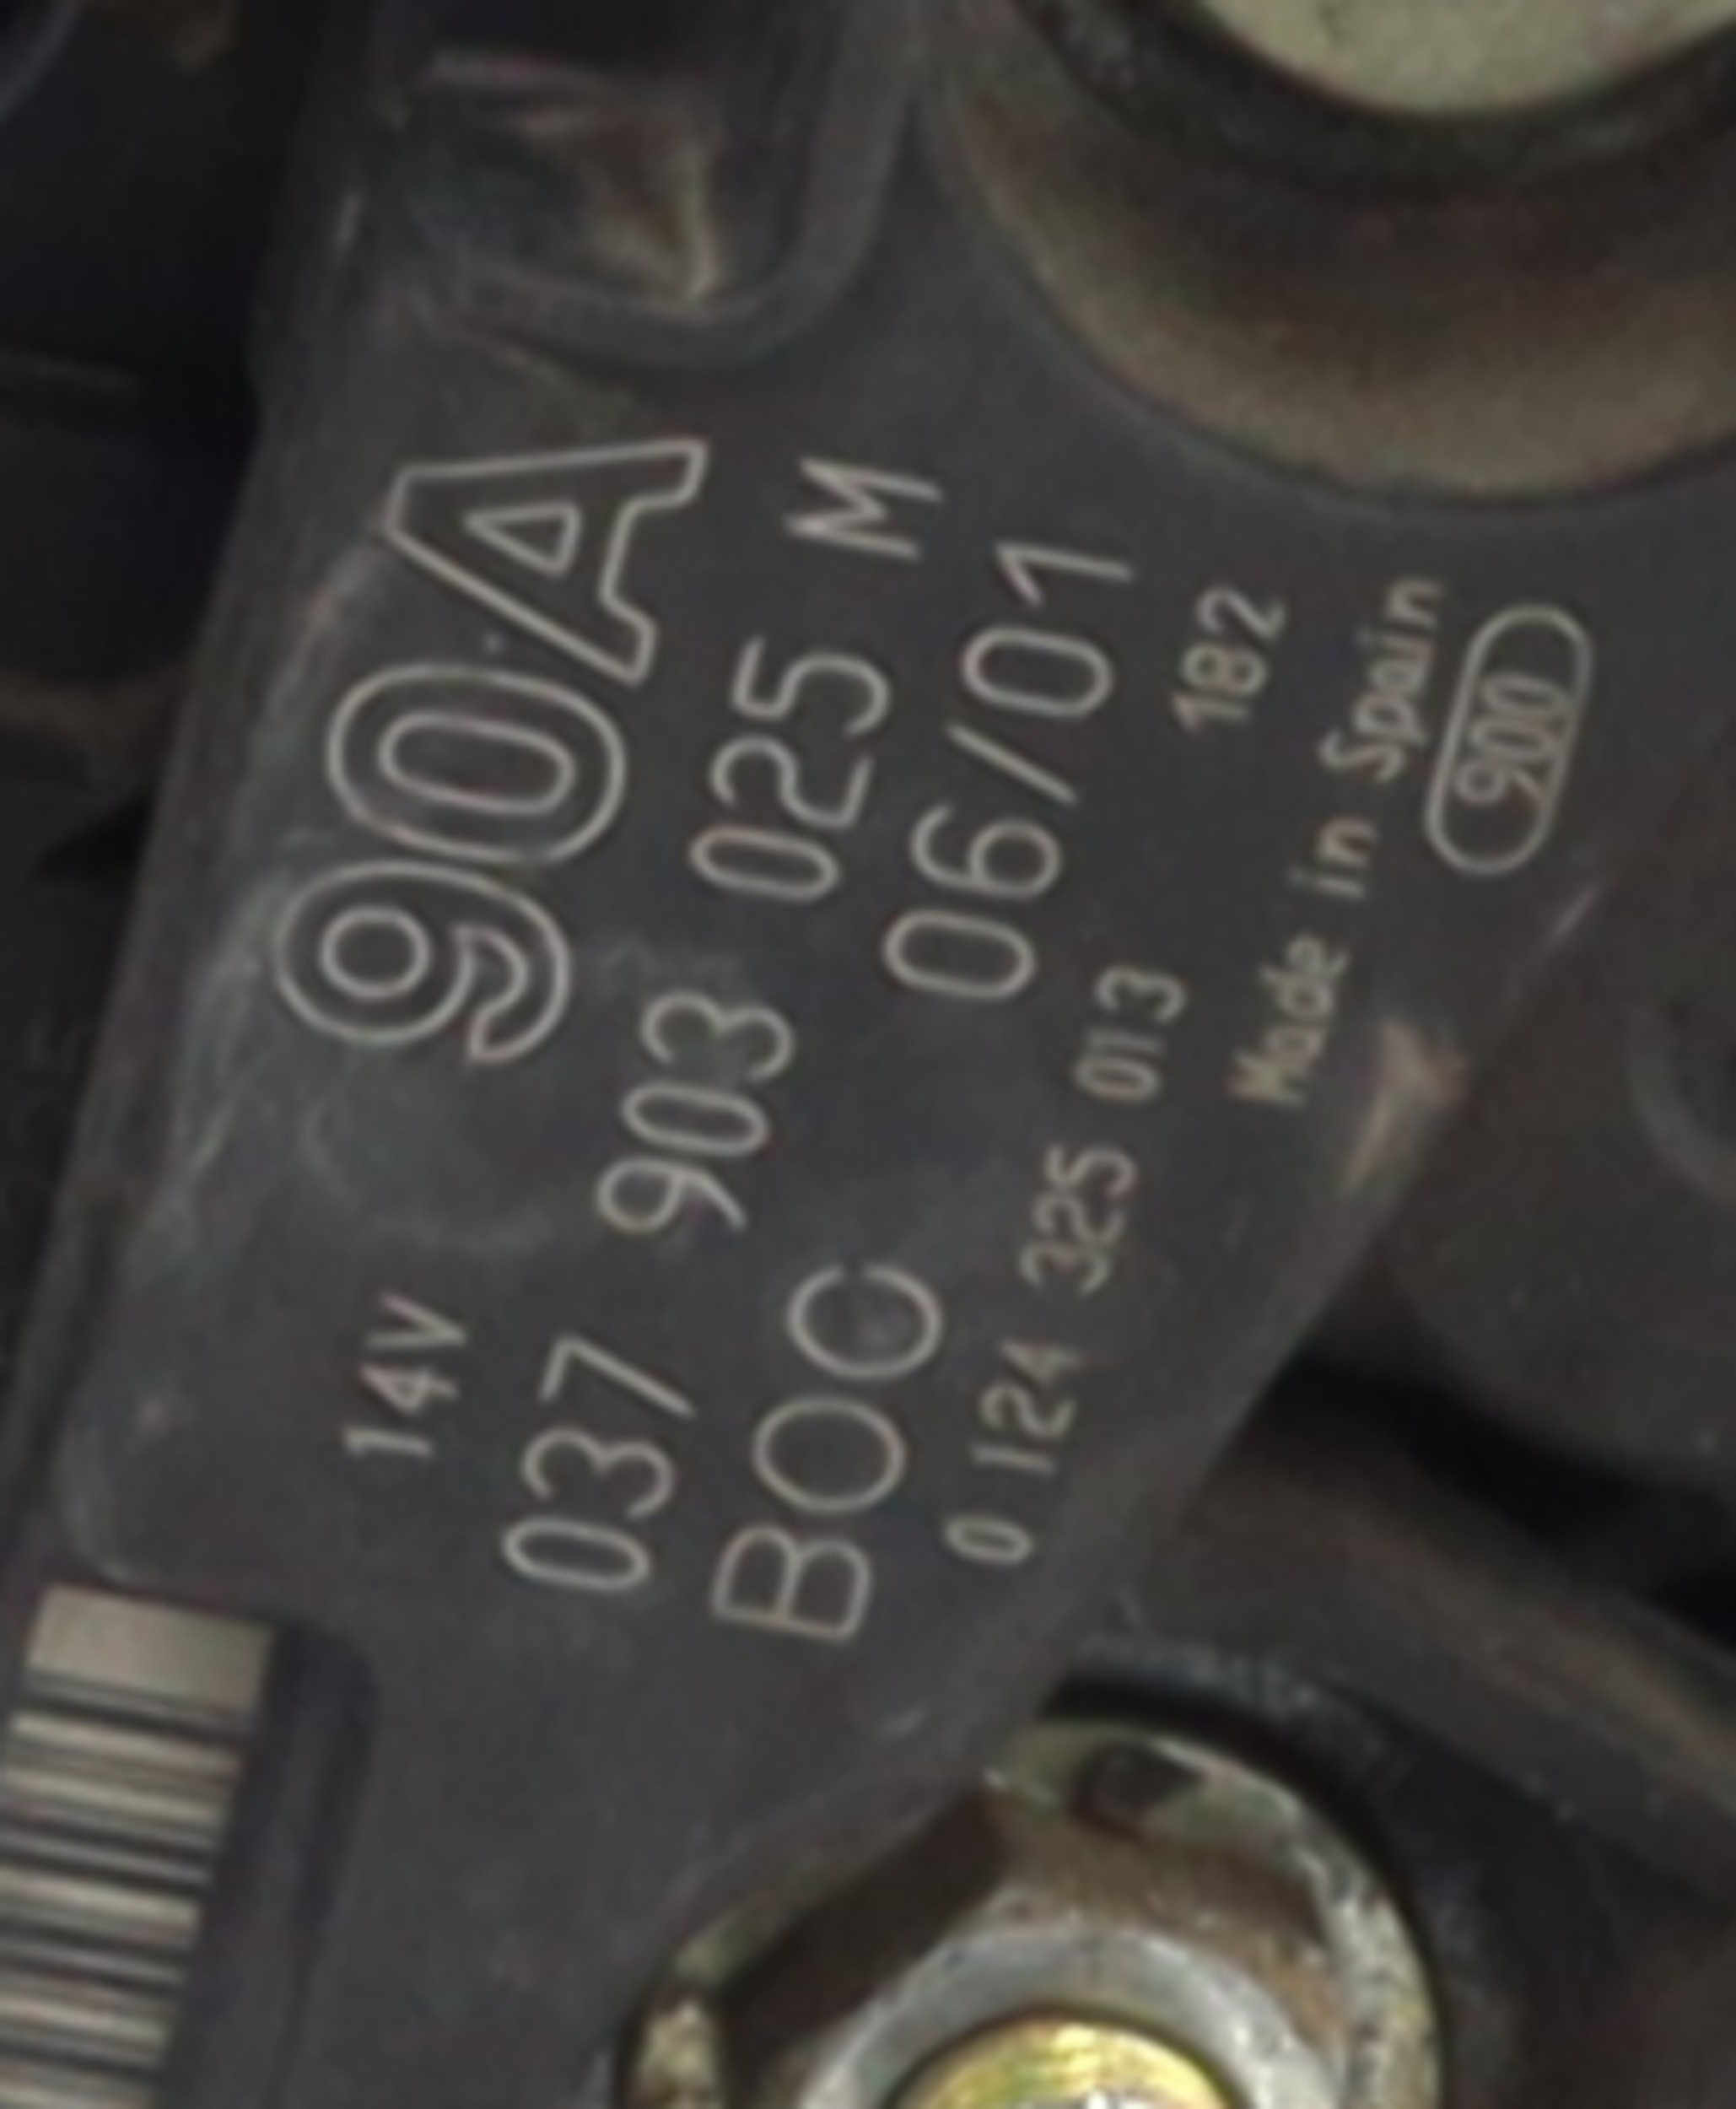 14V 90A
037 903 025 M
BOC 06/01
0 124 325 013 182
Made in Spain
900